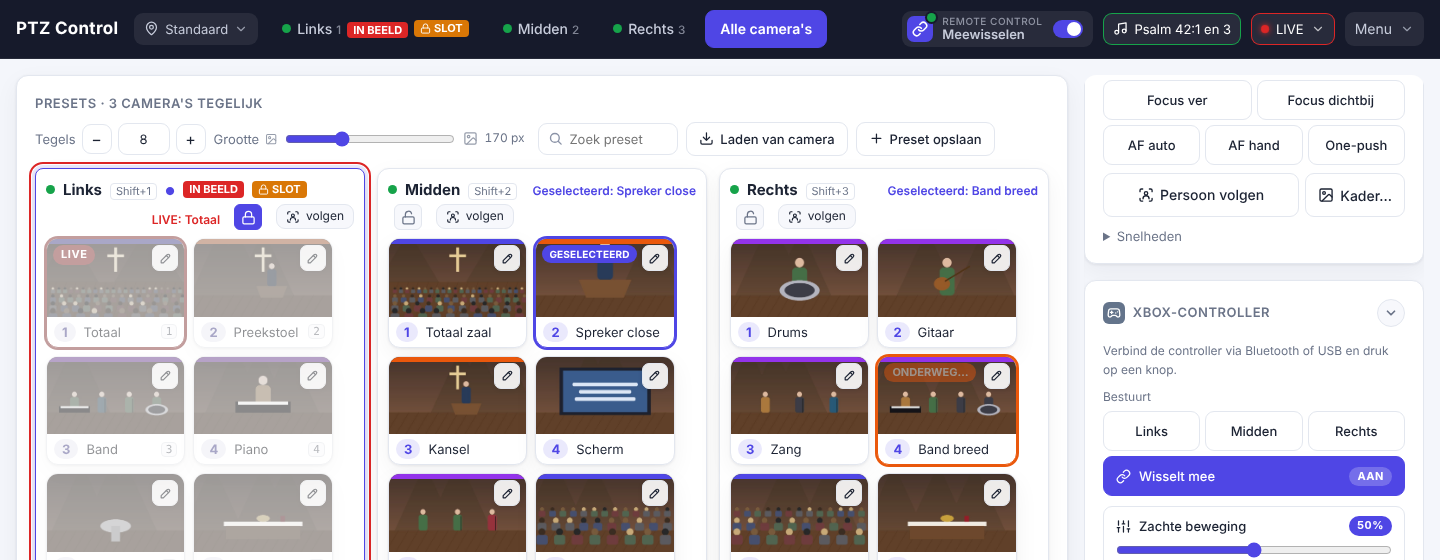 PTZ Control
Standaard
Links 1 IN BEELD SLOT
Midden 2
Rechts 3
Alle camera's
REMOTE CONTROL
Meewisselen
Psalm 42:1 en 3
LIVE
Menu
PRESETS · 3 CAMERA'S TEGELIJK
Tegels − 8 + Grootte 170 px Zoek preset Laden van camera + Preset opslaan
Links Shift+1 IN BEELD SLOT
LIVE: Totaal volgen
LIVE
1 Totaal 1
2 Preekstoel 2
3 Band 3
4 Piano 4
Midden Shift+2 Geselecteerd: Spreker close
volgen
GESELECTEERD
1 Totaal zaal
2 Spreker close
3 Kansel
4 Scherm
Rechts Shift+3 Geselecteerd: Band breed
volgen
1 Drums
2 Gitaar
ONDERWEG...
3 Zang
4 Band breed
Focus ver
Focus dichtbij
AF auto
AF hand
One-push
Persoon volgen
Kader...
Snelheden
XBOX-CONTROLLER
Verbind de controller via Bluetooth of USB en druk
op een knop.
Bestuurt
Links
Midden
Rechts
Wisselt mee AAN
Zachte beweging 50%